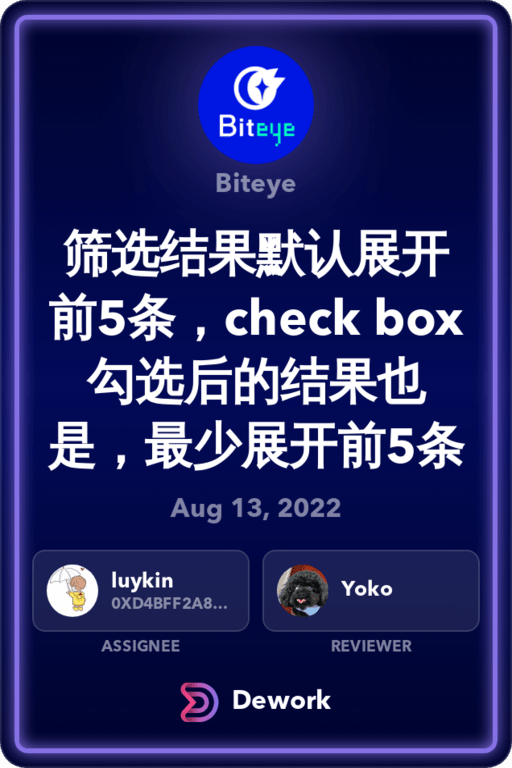 Biteye
Biteye
筛选结果默认展开
前5条，check box
勾选后的结果也
是，最少展开前5条
Aug 13, 2022
luykin
0XD4BFF2A8...
Yoko
ASSIGNEE
REVIEWER
Dework